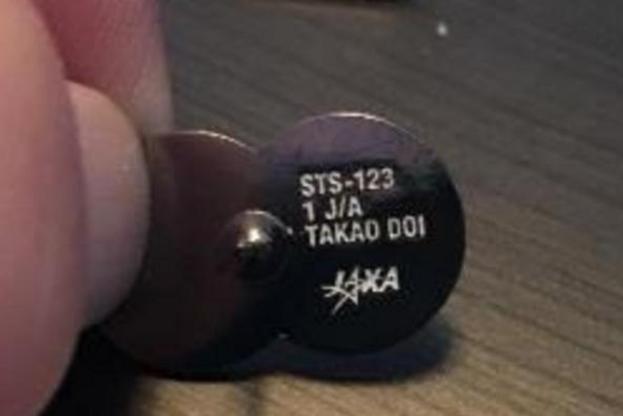 STS-123
1 J/A
TAKAO DOI
JAXA